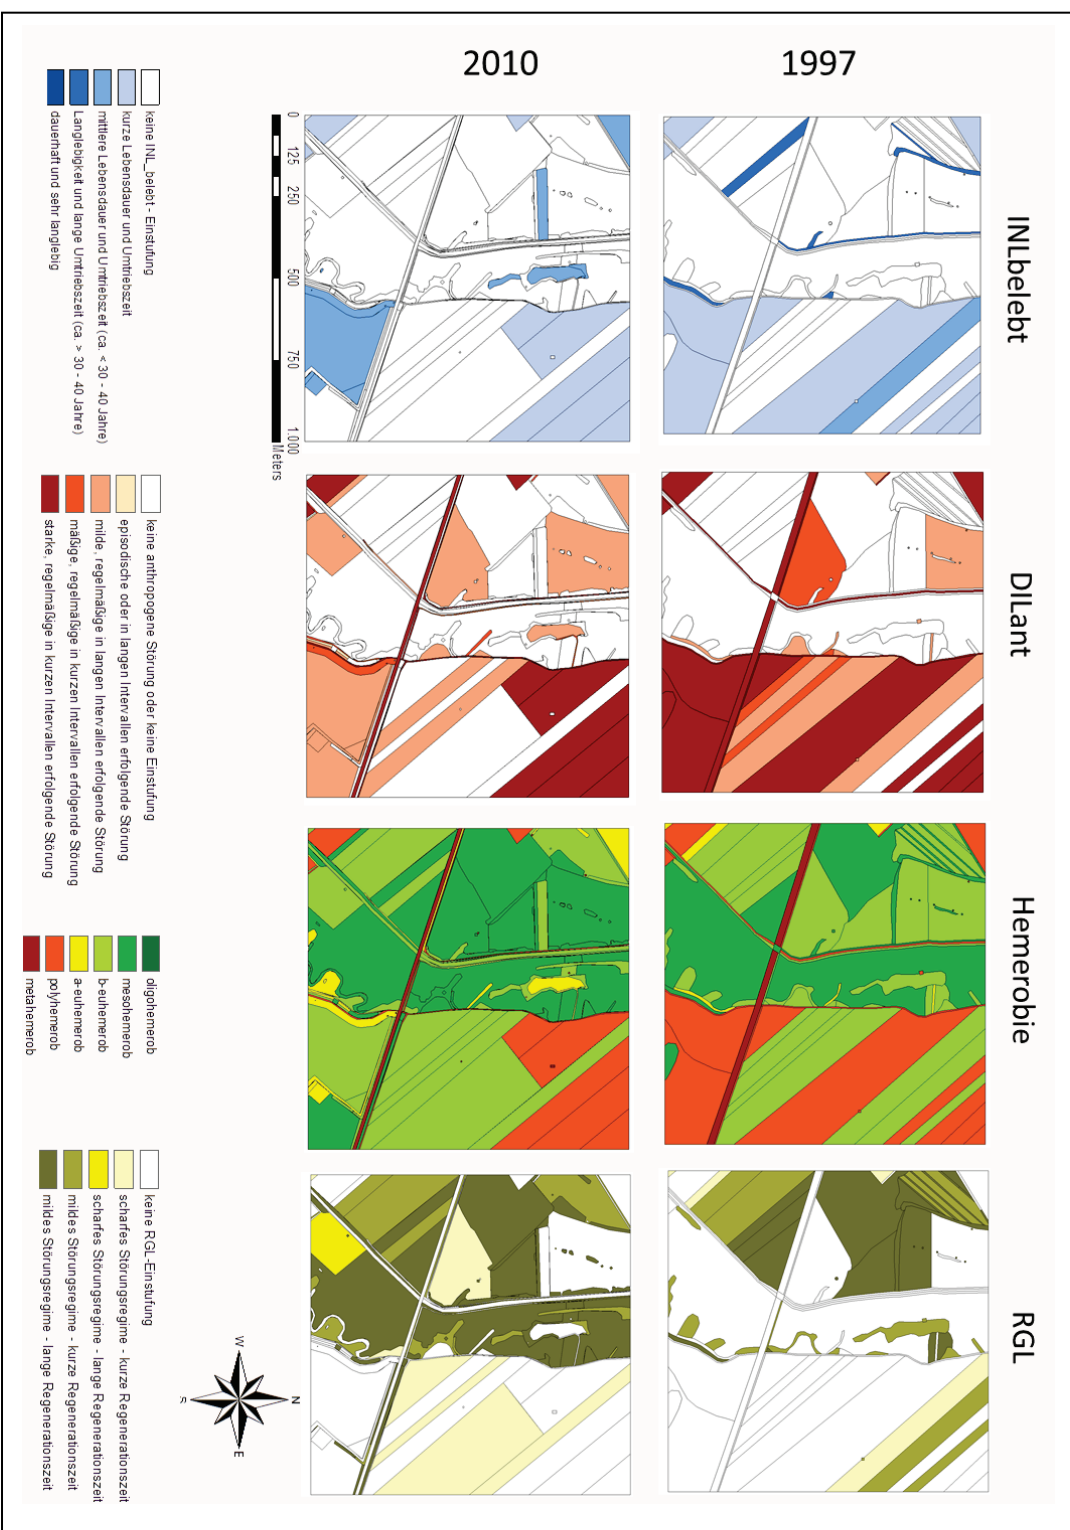 2010
1997
INLbelebt
DILant
Hemerobie
RGL
0
125
250
500
750
1.000
Meters
keine INL_belebt - Einstufung
kurze Lebensdauer und Umtriebszeit
mittlere Lebensdauer und Umtriebszeit (ca. < 30 - 40 Jahre)
Langlebigkeit und lange Umtriebszeit (ca. > 30 - 40 Jahre)
dauerhaft und sehr langlebig
keine anthropogene Störung oder keine Einstufung
episodische oder in langen Intervallen erfolgende Störung
milde, regelmäßige in langen Intervallen erfolgende Störung
mäßige, regelmäßige in kurzen Intervallen erfolgende Störung
starke, regelmäßige in kurzen Intervallen erfolgende Störung
oligohemerob
mesohemerob
b-euhemerob
a-euhemerob
polyhemerob
metahemerob
keine RGL-Einstufung
scharfes Störungsregime - kurze Regenerationszeit
scharfes Störungsregime - lange Regenerationszeit
mildes Störungsregime - kurze Regenerationszeit
mildes Störungsregime - lange Regenerationszeit
N
W
E